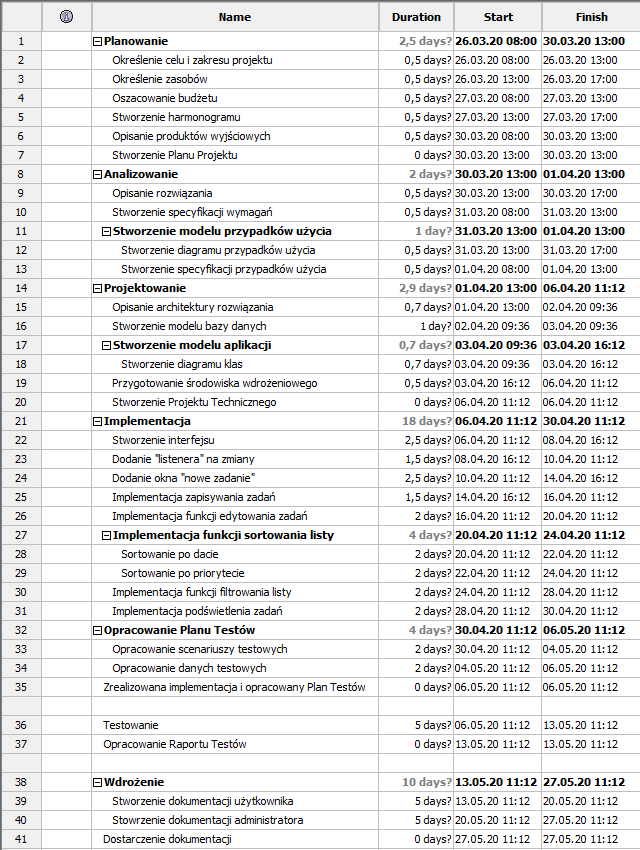 Name Duration Start Finish
1 Planowanie 2,5 days? 26.03.20 08:00 30.03.20 13:00
2 Określenie celu i zakresu projektu 0,5 days? 26.03.20 08:00 26.03.20 13:00
3 Określenie zasobów 0,5 days? 26.03.20 13:00 26.03.20 17:00
4 Oszacowanie budżetu 0,5 days? 27.03.20 08:00 27.03.20 13:00
5 Stworzenie harmonogramu 0,5 days? 27.03.20 13:00 27.03.20 17:00
6 Opisanie produktów wyjściowych 0,5 days? 30.03.20 08:00 30.03.20 13:00
7 Stworzenie Planu Projektu 0 days? 30.03.20 13:00 30.03.20 13:00
8 Analizowanie 2 days? 30.03.20 13:00 01.04.20 13:00
9 Opisanie rozwiązania 0,5 days? 30.03.20 13:00 30.03.20 17:00
10 Stworzenie specyfikacji wymagań 0,5 days? 31.03.20 08:00 31.03.20 13:00
11 Stworzenie modelu przypadków użycia 1 day? 31.03.20 13:00 01.04.20 13:00
12 Stworzenie diagramu przypadków użycia 0,5 days? 31.03.20 13:00 31.03.20 17:00
13 Stworzenie specyfikacji przypadków użycia 0,5 days? 01.04.20 08:00 01.04.20 13:00
14 Projektowanie 2,9 days? 01.04.20 13:00 06.04.20 11:12
15 Opisanie architektury rozwiązania 0,7 days? 01.04.20 13:00 02.04.20 09:36
16 Stworzenie modelu bazy danych 1 day? 02.04.20 09:36 03.04.20 09:36
17 Stworzenie modelu aplikacji 0,7 days? 03.04.20 09:36 03.04.20 16:12
18 Stworzenie diagramu klas 0,7 days? 03.04.20 09:36 03.04.20 16:12
19 Przygotowanie środowiska wdrożeniowego 0,5 days? 03.04.20 16:12 06.04.20 11:12
20 Stworzenie Projektu Technicznego 0 days? 06.04.20 11:12 06.04.20 11:12
21 Implementacja 18 days? 06.04.20 11:12 30.04.20 11:12
22 Stworzenie interfejsu 2,5 days? 06.04.20 11:12 08.04.20 16:12
23 Dodanie "listenera" na zmiany 1,5 days? 08.04.20 16:12 10.04.20 11:12
24 Dodanie okna "nowe zadanie" 2,5 days? 10.04.20 11:12 14.04.20 16:12
25 Implementacja zapisywania zadań 1,5 days? 14.04.20 16:12 16.04.20 11:12
26 Implementacja funkcji edytowania zadań 2 days? 16.04.20 11:12 20.04.20 11:12
27 Implementacja funkcji sortowania listy 4 days? 20.04.20 11:12 24.04.20 11:12
28 Sortowanie po dacie 2 days? 20.04.20 11:12 22.04.20 11:12
29 Sortowanie po priorytecie 2 days? 22.04.20 11:12 24.04.20 11:12
30 Implementacja funkcji filtrowania listy 2 days? 24.04.20 11:12 28.04.20 11:12
31 Implementacja podświetlenia zadań 2 days? 28.04.20 11:12 30.04.20 11:12
32 Opracowanie Planu Testów 4 days? 30.04.20 11:12 06.05.20 11:12
33 Opracowanie scenariuszy testowych 2 days? 30.04.20 11:12 04.05.20 11:12
34 Opracowanie danych testowych 2 days? 04.05.20 11:12 06.05.20 11:12
35 Zrealizowana implementacja i opracowany Plan Testów 0 days? 06.05.20 11:12 06.05.20 11:12
36 Testowanie 5 days? 06.05.20 11:12 13.05.20 11:12
37 Opracowanie Raportu Testów 0 days? 13.05.20 11:12 13.05.20 11:12
38 Wdrożenie 10 days? 13.05.20 11:12 27.05.20 11:12
39 Stworzenie dokumentacji użytkownika 5 days? 13.05.20 11:12 20.05.20 11:12
40 Stowrzenie dokumentacji administratora 5 days? 20.05.20 11:12 27.05.20 11:12
41 Dostarczenie dokumentacji 0 days? 27.05.20 11:12 27.05.20 11:12